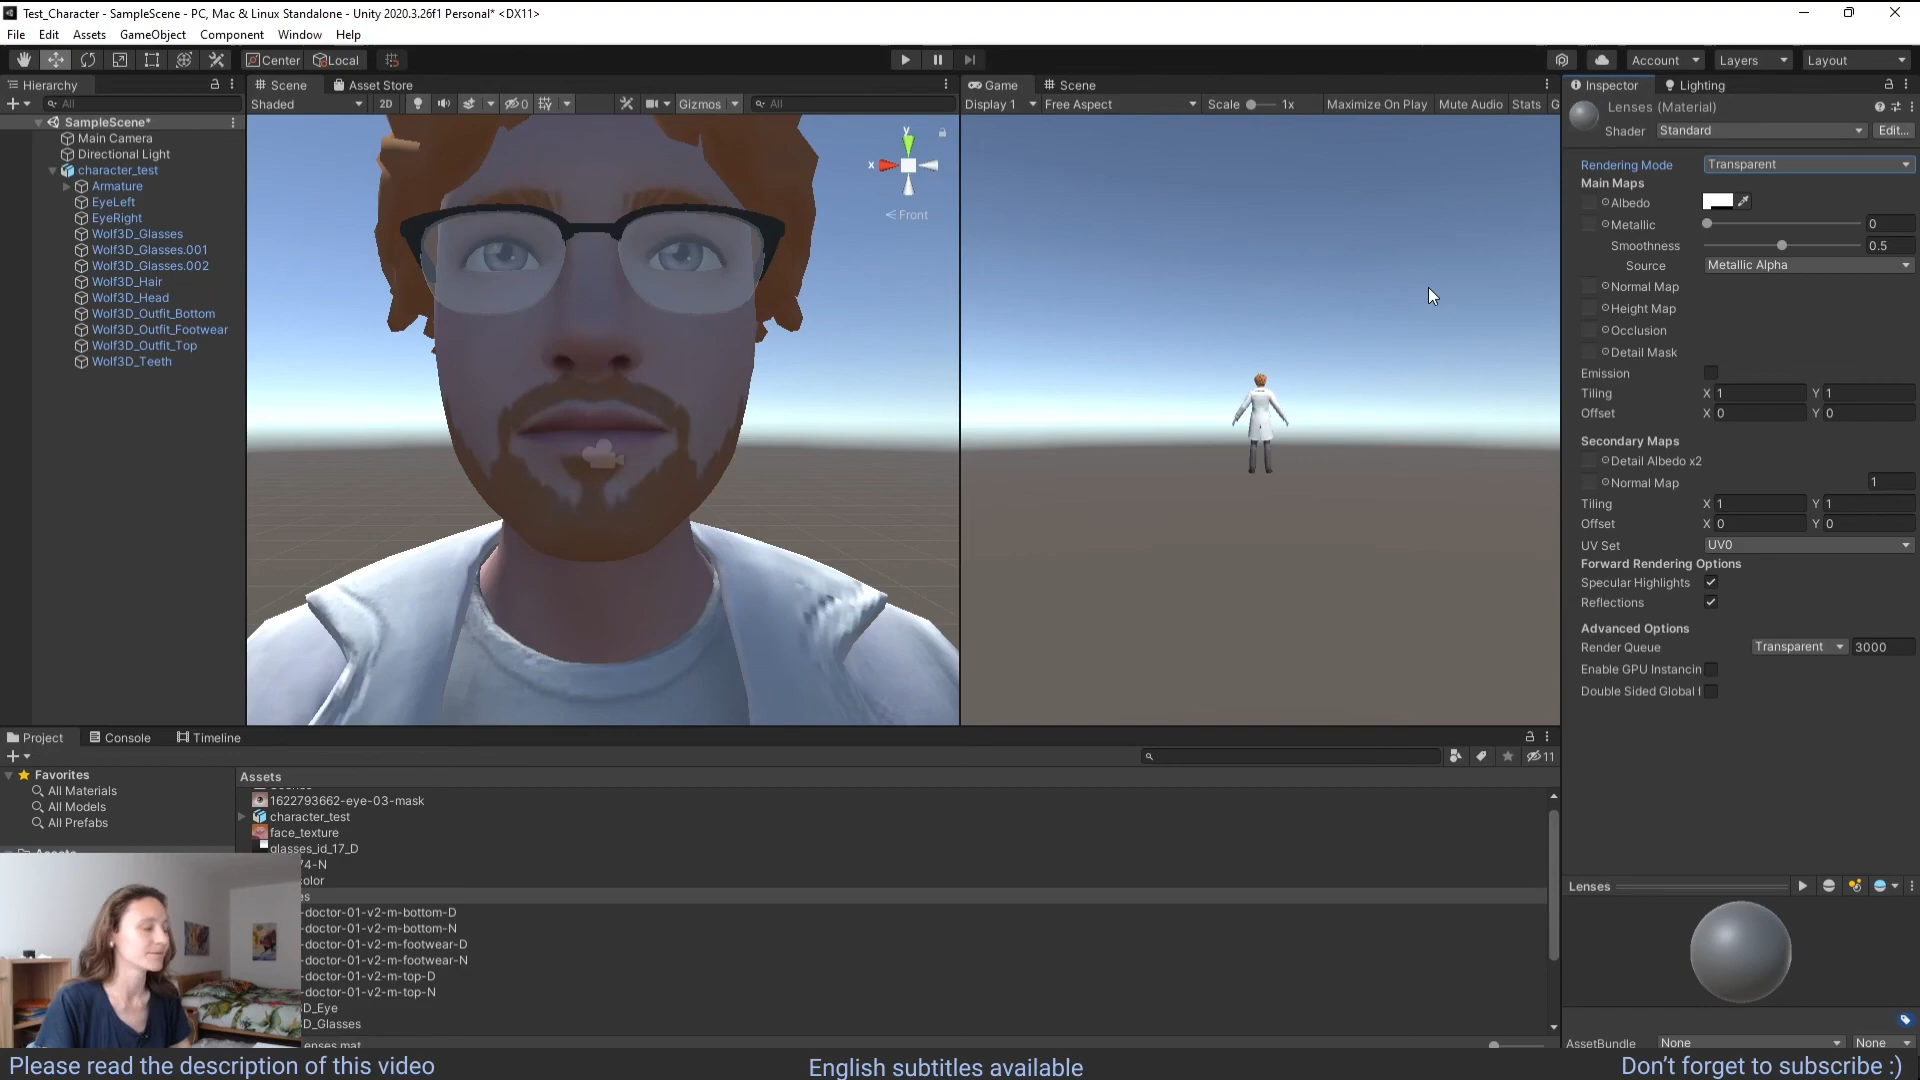 Test_Character - SampleScene - PC, Mac & Linux Standalone - Unity 2020.3.26f1 Personal* <DX11>
File Edit Assets GameObject Component Window Help
Center Local Account Layers Layout
Hierarchy
All
SampleScene*
Main Camera
Directional Light
character_test
Armature
EyeLeft
EyeRight
Wolf3D_Glasses
Wolf3D_Glasses.001
Wolf3D_Glasses.002
Wolf3D_Hair
Wolf3D_Head
Wolf3D_Outfit_Bottom
Wolf3D_Outfit_Footwear
Wolf3D_Outfit_Top
Wolf3D_Teeth
Scene Asset Store
Shaded 2D 0 Gizmos All
y
x
Front
Game Scene
Display 1 Free Aspect Scale 1x Maximize On Play Mute Audio Stats G
Inspector Lighting
Lenses (Material)
Shader Standard Edit...
Rendering Mode Transparent
Main Maps
Albedo
Metallic 0
Smoothness 0.5
Source Metallic Alpha
Normal Map
Height Map
Occlusion
Detail Mask
Emission
Tiling X 1 Y 1
Offset X 0 Y 0
Secondary Maps
Detail Albedo x2
Normal Map 1
Tiling X 1 Y 1
Offset X 0 Y 0
UV Set UV0
Forward Rendering Options
Specular Highlights
Reflections
Advanced Options
Render Queue Transparent 3000
Enable GPU Instancin
Double Sided Global I
Lenses
AssetBundle None None
Project Console Timeline
11
Favorites
All Materials
All Models
All Prefabs
Assets
Assets
1622793662-eye-03-mask
character_test
face_texture
glasses_id_17_D
74-N
color
es
-doctor-01-v2-m-bottom-D
-doctor-01-v2-m-bottom-N
-doctor-01-v2-m-footwear-D
-doctor-01-v2-m-footwear-N
-doctor-01-v2-m-top-D
-doctor-01-v2-m-top-N
D_Eye
D_Glasses
enses.mat
Please read the description of this video
English subtitles available
Don't forget to subscribe :)